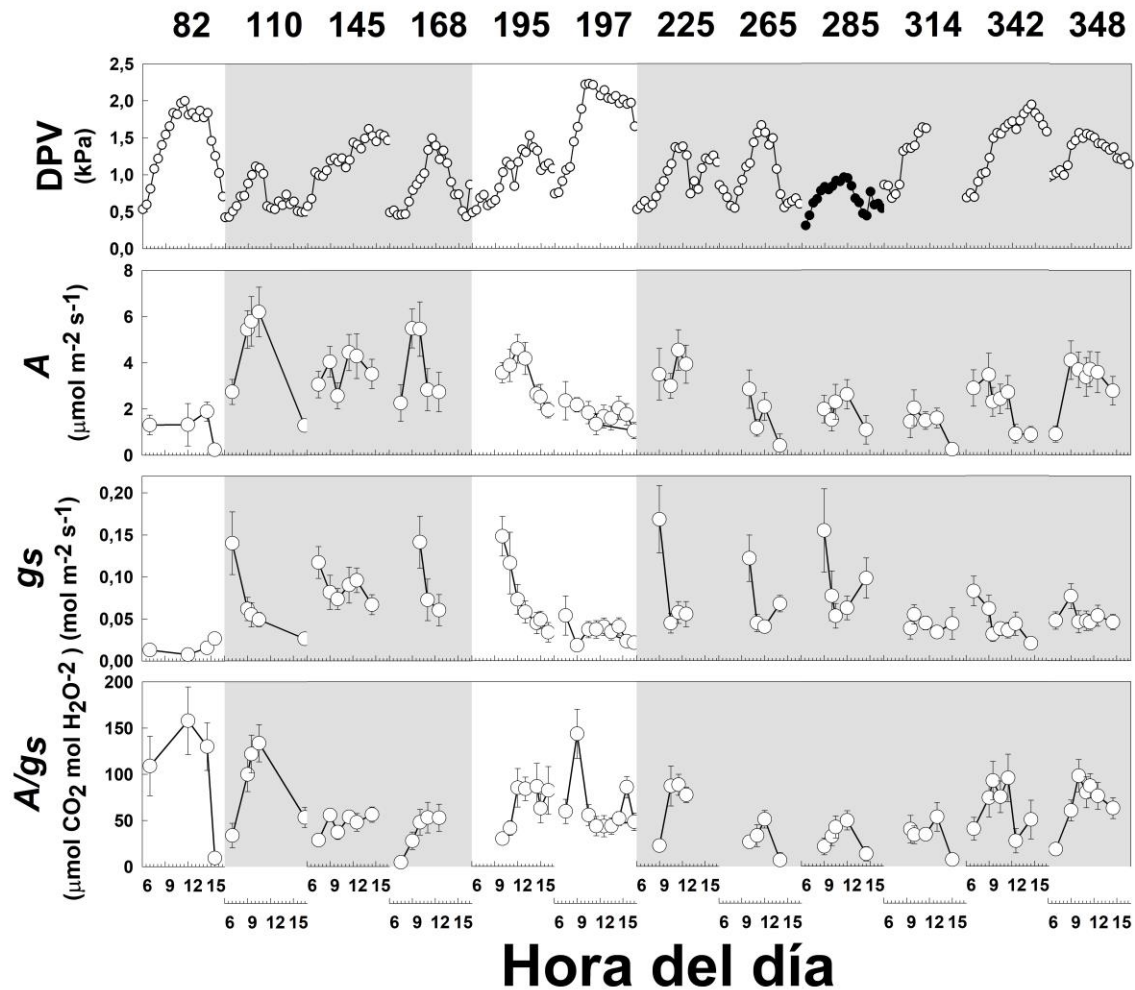 82 110 145 168 195 197 225 265 285 314 342 348
DPV
(kPa)
2,5
2,0
1,5
1,0
0,5
0,0
A
(μmol m-2 s-1)
8
6
4
2
0
gs
(mol m-2 s-1)
0,20
0,15
0,10
0,05
0,00
A/gs
(μmol CO2 mol H2O-2 )
200
150
100
50
0
6 9 12 15 6 9 12 15 6 9 12 15 6 9 12 15 6 9 12 15 6 9 12 15
6 9 12 15 6 9 12 15 6 9 12 15 6 9 12 15 6 9 12 15 6 9 12 15
Hora del día